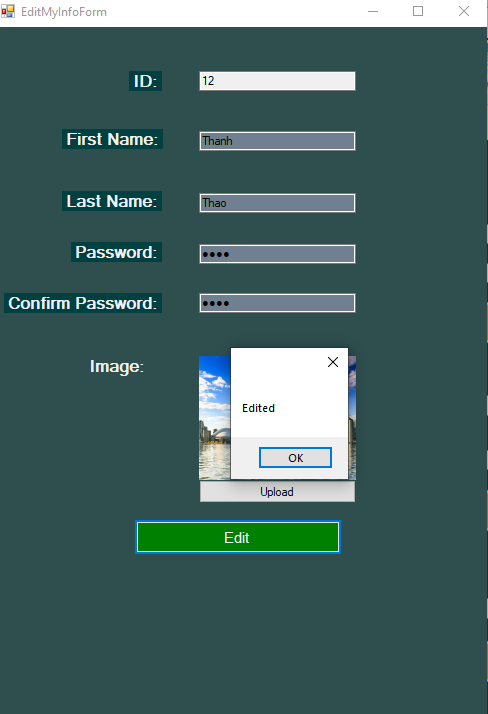 EditMyInfoForm
ID: 12
First Name: Thanh
Last Name: Thao
Password: ●●●●
Confirm Password: ●●●●
Image:
Edited
OK
Upload
Edit